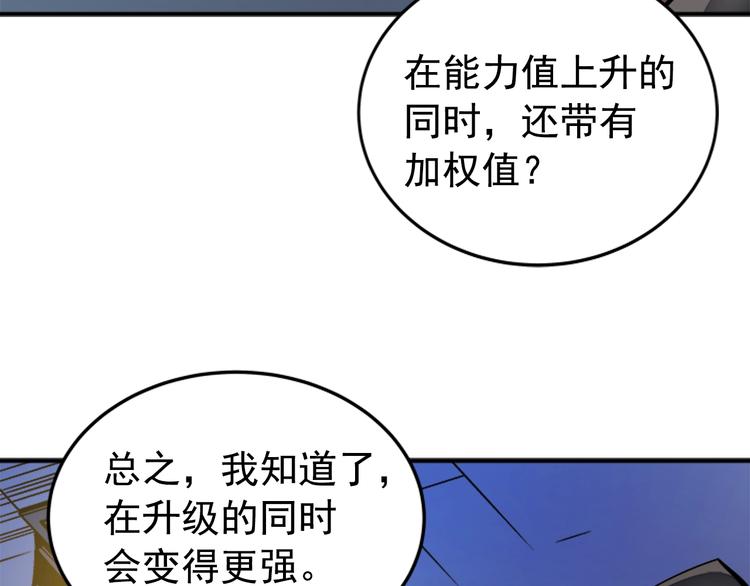 在能力值上升的
同时，还带有
加权值？
总之，我知道了，
在升级的同时
会变得更强。